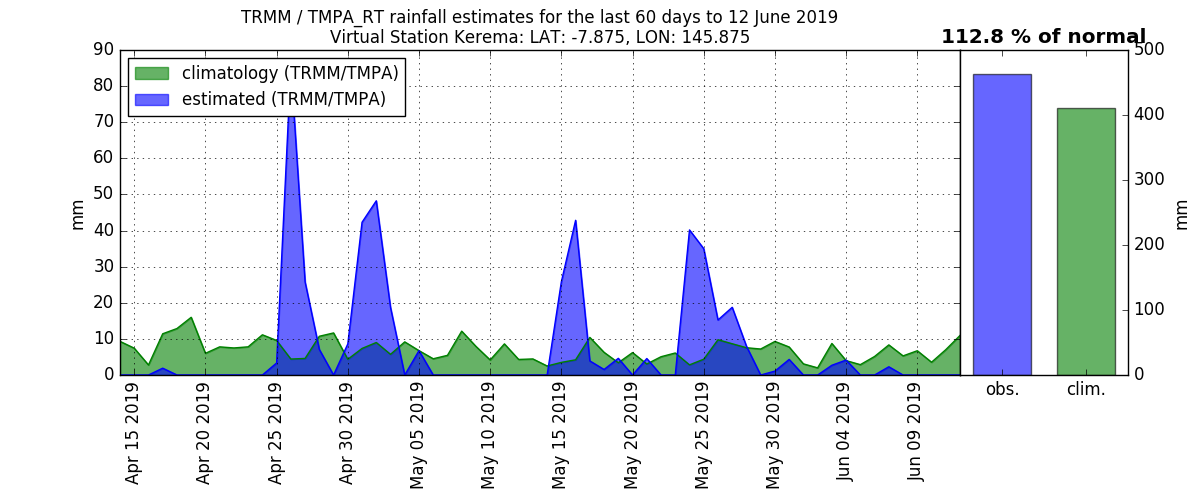 TRMM / TMPA_RT rainfall estimates for the last 60 days to 12 June 2019
Virtual Station Kerema: LAT: -7.875, LON: 145.875
112.8 % of normal
climatology (TRMM/TMPA)
estimated (TRMM/TMPA)
90
80
70
60
50
40
30
20
10
0
mm
Apr 15 2019
Apr 20 2019
Apr 25 2019
Apr 30 2019
May 05 2019
May 10 2019
May 15 2019
May 20 2019
May 25 2019
May 30 2019
Jun 04 2019
Jun 09 2019
obs.
clim.
500
400
300
200
100
0
mm